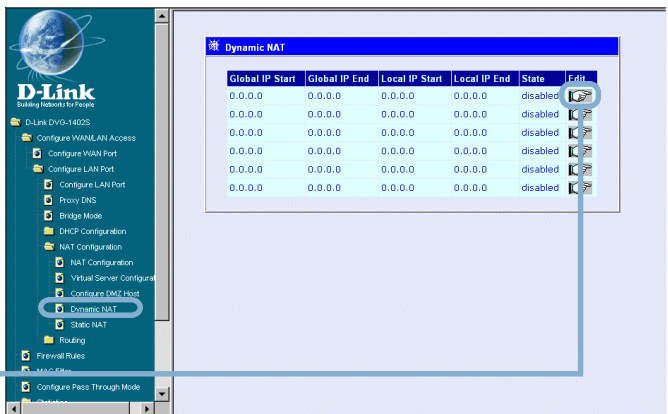 D-Link
Building Networks for People
D-Link DVG-1402S
Configure WAN/LAN Access
Configure WAN Port
Configure LAN Port
Configure LAN Port
Proxy DNS
Bridge Mode
DHCP Configuration
NAT Configuration
NAT Configuration
Virtual Server Configurat
Configure DMZ Host
Dynamic NAT
Static NAT
Routing
Firewall Rules
MAC Filter
Configure Pass Through Mode
Statistics
Dynamic NAT
Global IP Start Global IP End Local IP Start Local IP End State Edit
0.0.0.0 0.0.0.0 0.0.0.0 0.0.0.0 disabled
0.0.0.0 0.0.0.0 0.0.0.0 0.0.0.0 disabled
0.0.0.0 0.0.0.0 0.0.0.0 0.0.0.0 disabled
0.0.0.0 0.0.0.0 0.0.0.0 0.0.0.0 disabled
0.0.0.0 0.0.0.0 0.0.0.0 0.0.0.0 disabled
0.0.0.0 0.0.0.0 0.0.0.0 0.0.0.0 disabled